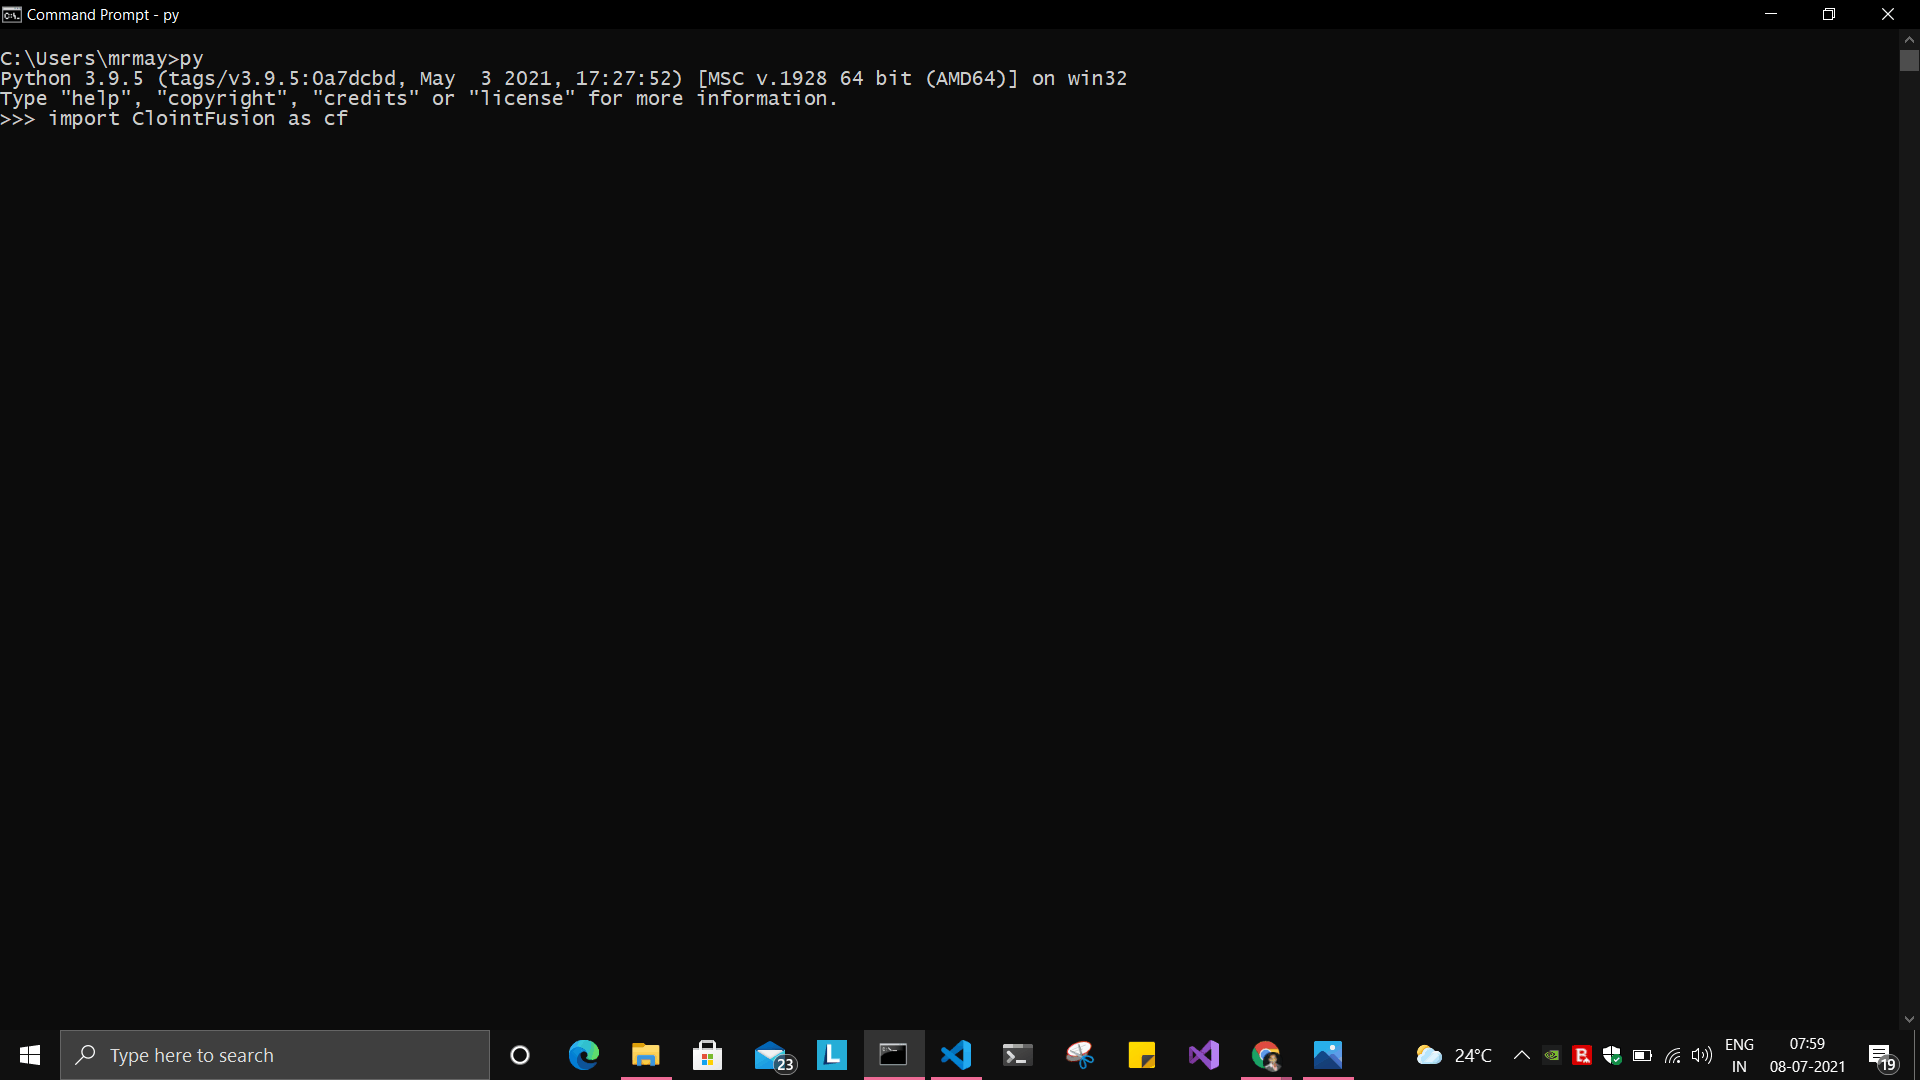 Command Prompt - py
C:\Users\mrmay>py
Python 3.9.5 (tags/v3.9.5:0a7dcbd, May  3 2021, 17:27:52) [MSC v.1928 64 bit (AMD64)] on win32
Type "help", "copyright", "credits" or "license" for more information.
>>> import ClointFusion as cf
Type here to search
23
L
24°C
B
ENG
IN
07:59
08-07-2021
19